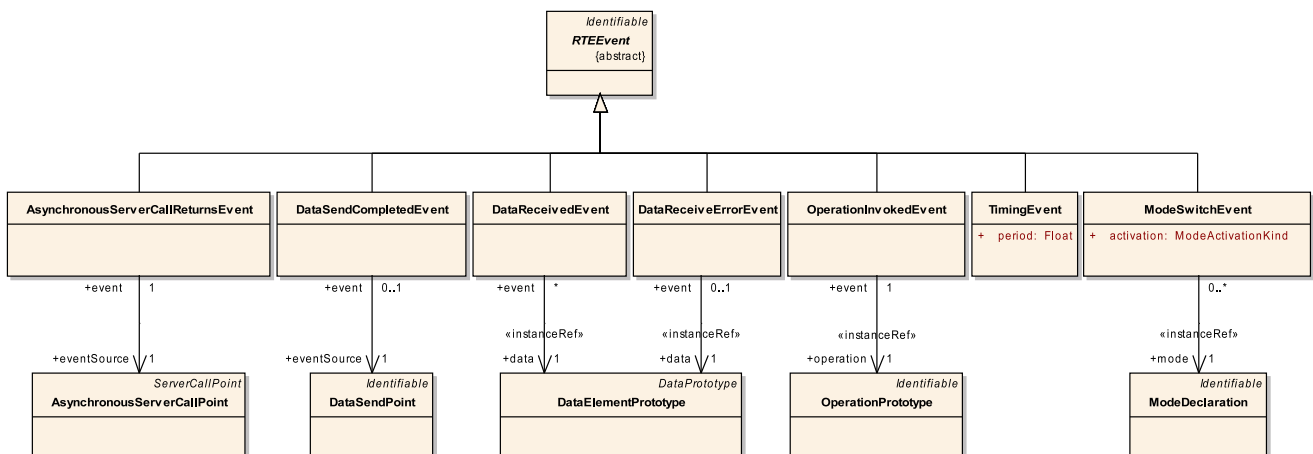 Identifiable
RTEEvent
{abstract}
AsynchronousServerCallReturnsEvent
DataSendCompletedEvent
DataReceivedEvent
DataReceiveErrorEvent
OperationInvokedEvent
TimingEvent
+ period: Float
ModeSwitchEvent
+ activation: ModeActivationKind
+event 1
+event 0..1
+event *
+event 0..1
+event 1
0..*
«instanceRef»
«instanceRef»
«instanceRef»
«instanceRef»
+eventSource 1
+eventSource 1
+data 1
+data 1
+operation 1
+mode 1
ServerCallPoint
AsynchronousServerCallPoint
Identifiable
DataSendPoint
DataPrototype
DataElementPrototype
Identifiable
OperationPrototype
Identifiable
ModeDeclaration